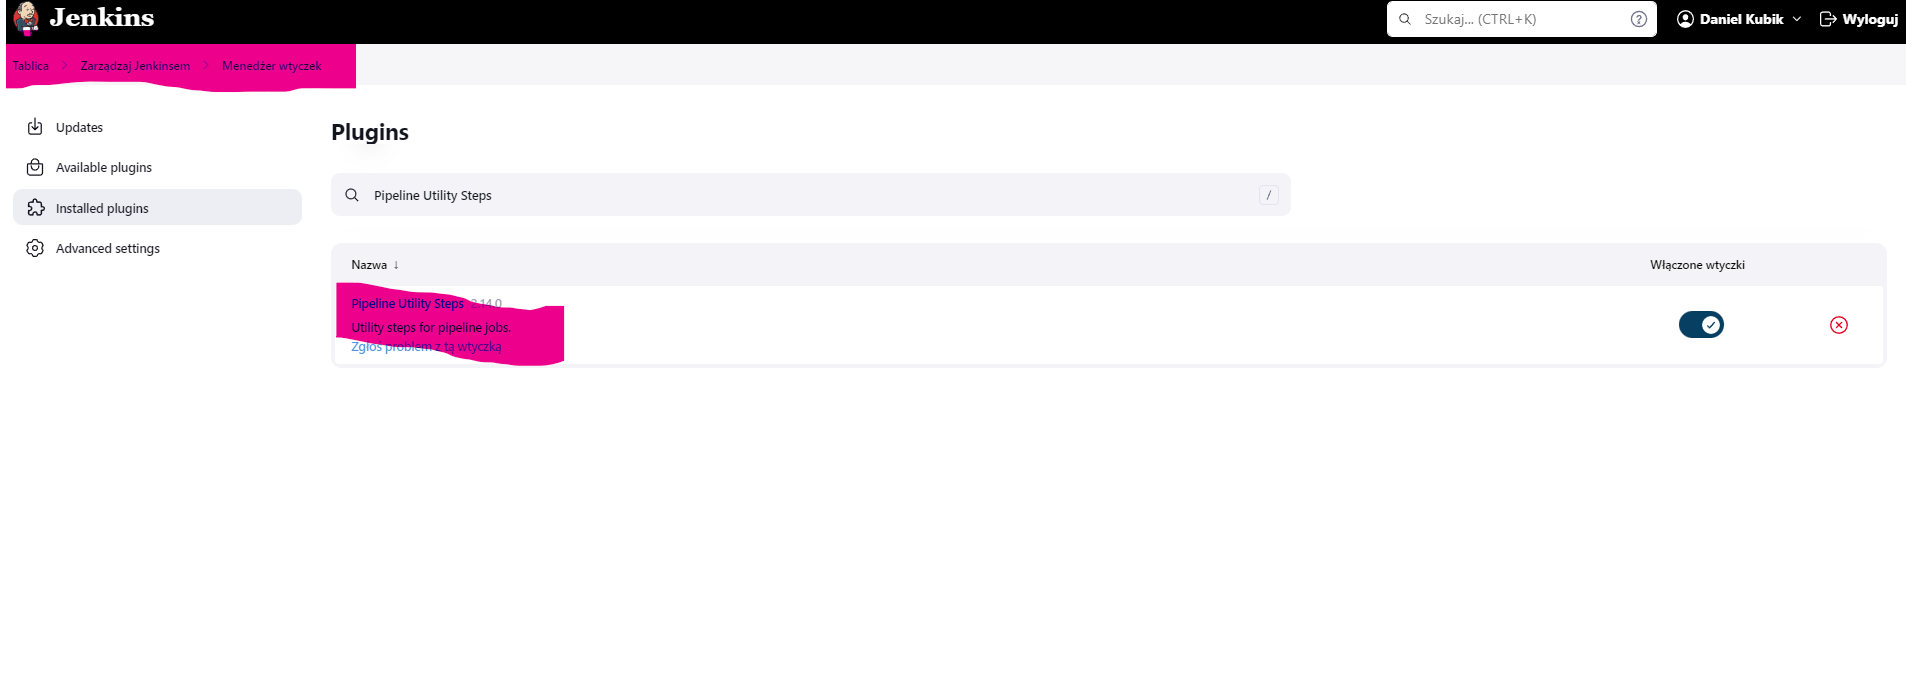 Jenkins
Szukaj... (CTRL+K)
Daniel Kubik
Wyloguj
Tablica
Zarządzaj Jenkinsem
Menedżer wtyczek
Updates
Available plugins
Installed plugins
Advanced settings
Plugins
Pipeline Utility Steps
/
Nazwa ↓
Włączone wtyczki
Pipeline Utility Steps 2.14.0
Utility steps for pipeline jobs.
Zgłoś problem z tą wtyczką